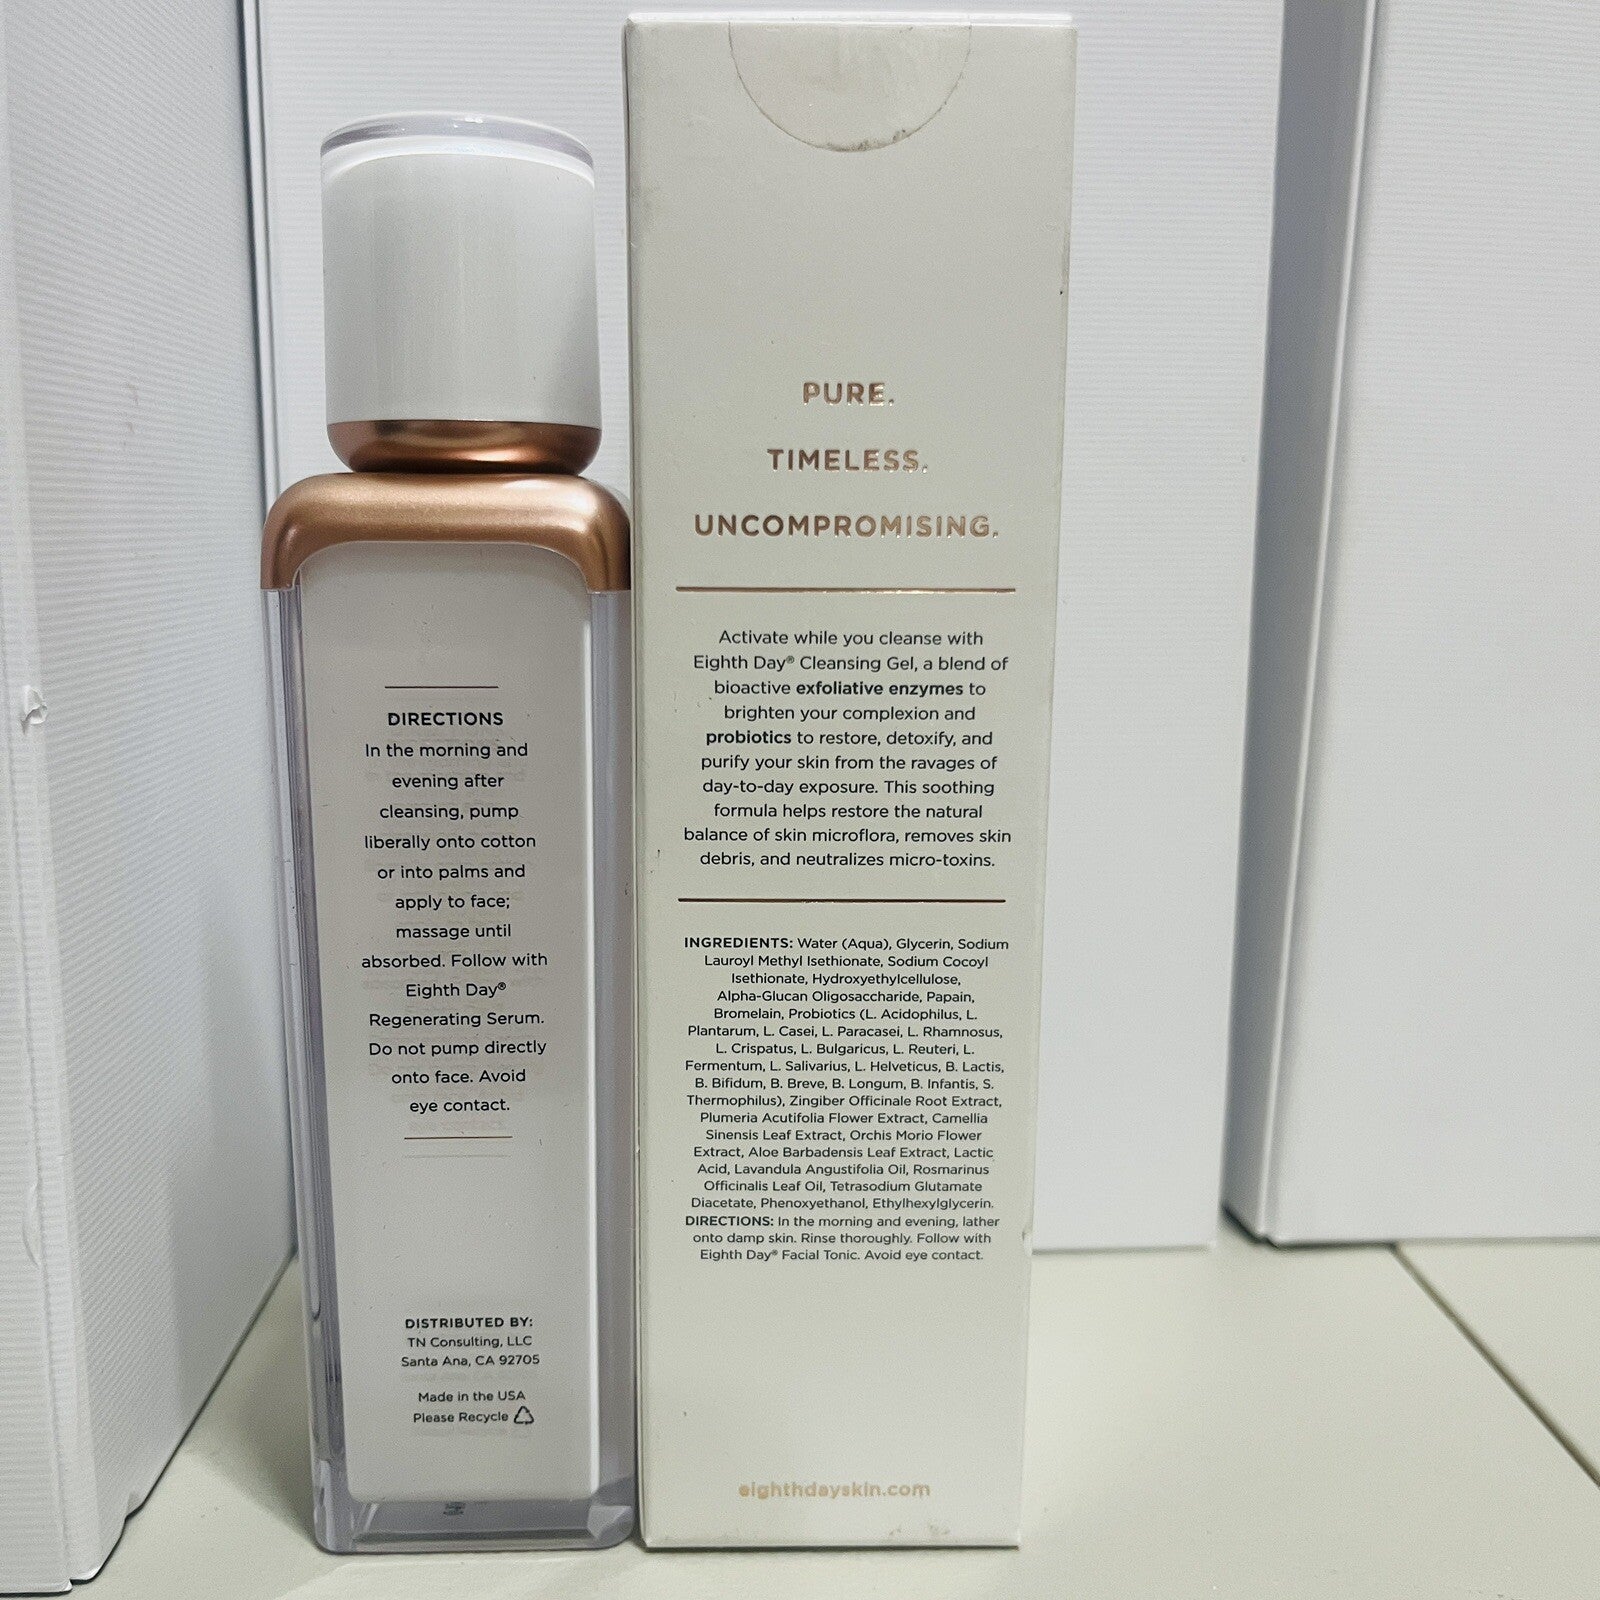 DIRECTIONS
In the morning and
evening after
cleansing, pump
liberally onto cotton
or into palms and
apply to face;
massage until
absorbed. Follow with
Eighth Day®
Regenerating Serum.
Do not pump directly
onto face. Avoid
eye contact.
DISTRIBUTED BY:
TN Consulting, LLC
Santa Ana, CA 92705
Made in the USA
Please Recycle
PURE.
TIMELESS.
UNCOMPROMISING.
Activate while you cleanse with
Eighth Day® Cleansing Gel, a blend of
bioactive exfoliative enzymes to
brighten your complexion and
probiotics to restore, detoxify, and
purify your skin from the ravages of
day-to-day exposure. This soothing
formula helps restore the natural
balance of skin microflora, removes skin
debris, and neutralizes micro-toxins.
INGREDIENTS: Water (Aqua), Glycerin, Sodium
Lauroyl Methyl Isethionate, Sodium Cocoyl
Isethionate, Hydroxyethylcellulose,
Alpha-Glucan Oligosaccharide, Papain,
Bromelain, Probiotics (L. Acidophilus, L.
Plantarum, L. Casei, L. Paracasei, L. Rhamnosus,
L. Crispatus, L. Bulgaricus, L. Reuteri, L.
Fermentum, L. Salivarius, L. Helveticus, B. Lactis,
B. Bifidum, B. Breve, B. Longum, B. Infantis, S.
Thermophilus), Zingiber Officinale Root Extract,
Plumeria Acutifolia Flower Extract, Camellia
Sinensis Leaf Extract, Orchis Morio Flower
Extract, Aloe Barbadensis Leaf Extract, Lactic
Acid, Lavandula Angustifolia Oil, Rosmarinus
Officinalis Leaf Oil, Tetrasodium Glutamate
Diacetate, Phenoxyethanol, Ethylhexylglycerin.
DIRECTIONS: In the morning and evening, lather
onto damp skin. Rinse thoroughly. Follow with
Eighth Day® Facial Tonic. Avoid eye contact.
eighthdayskin.com